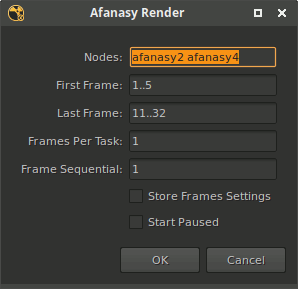 Afanasy Render
Nodes: afanasy2 afanasy4
First Frame: 1..5
Last Frame: 11..32
Frames Per Task: 1
Frame Sequential: 1
Store Frames Settings
Start Paused
OK Cancel